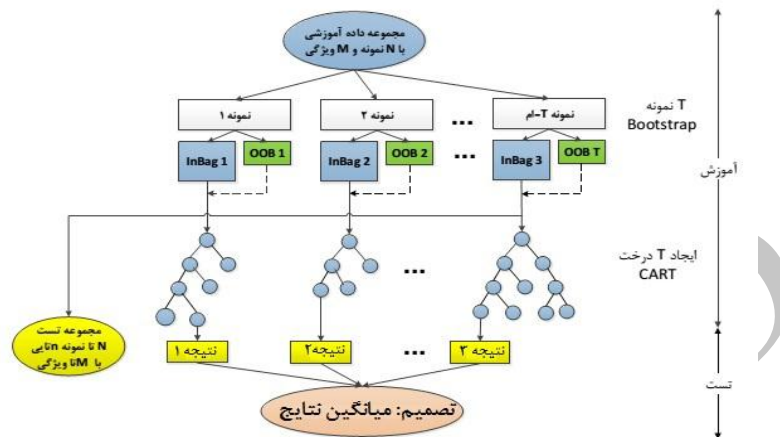 مجموعه داده آموزشی
با N نمونه و M ویژگی
نمونه ۱
نمونه ۲
...
نمونه T-ام
T نمونه
Bootstrap
InBag 1
OOB 1
InBag 2
OOB 2
...
InBag 3
OOB T
آموزش
ایجاد T درخت
CART
...
مجموعه تست
N تا نمونه nتایی
با Mتا ویژگی
نتیجه ۱
نتیجه۲
...
نتیجه ۳
تست
تصمیم: میانگین نتایج